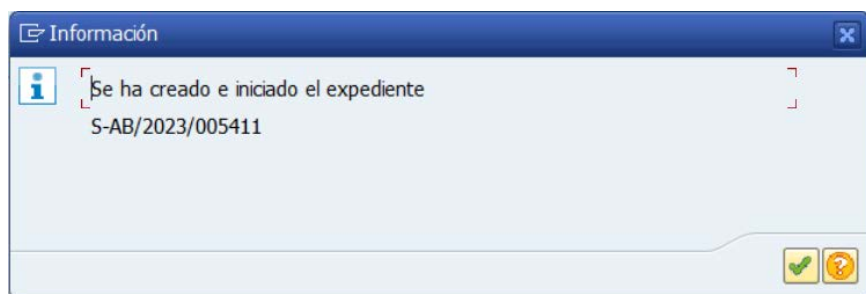 Información
Se ha creado e iniciado el expediente
S-AB/2023/005411